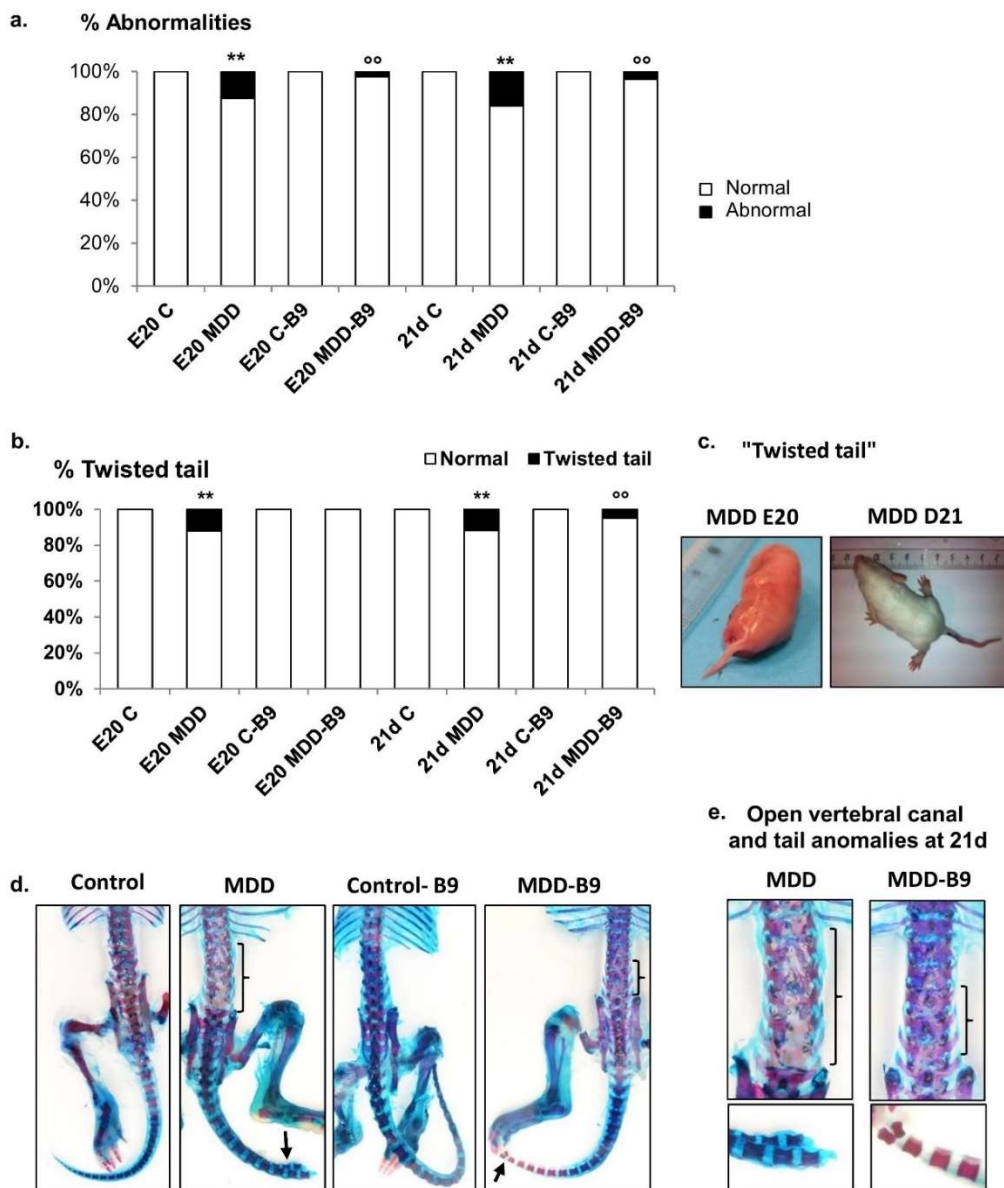 a.
% Abnormalities
** °° ** °°
100%
80%
60%
40%
20%
0%
E20 C
E20 MDD
E20 C-B9
E20 MDD-B9
21d C
21d MDD
21d C-B9
21d MDD-B9
Normal
Abnormal
b.
% Twisted tail
Normal Twisted tail
** ** °°
100%
80%
60%
40%
20%
0%
E20 C
E20 MDD
E20 C-B9
E20 MDD-B9
21d C
21d MDD
21d C-B9
21d MDD-B9
c. "Twisted tail"
MDD E20 MDD D21
d.
Control MDD Control- B9 MDD-B9
e. Open vertebral canal
and tail anomalies at 21d
MDD MDD-B9